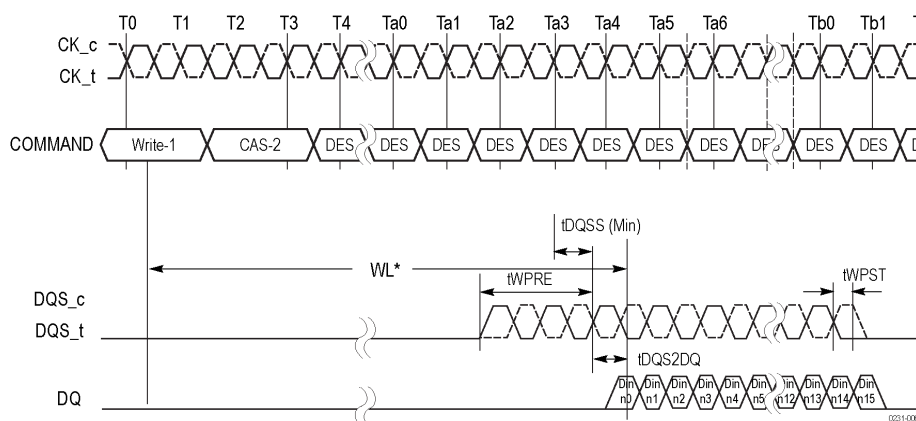 T0 T1 T2 T3 T4 Ta0 Ta1 Ta2 Ta3 Ta4 Ta5 Ta6 Tb0 Tb1
CK_c
CK_t
COMMAND Write-1 CAS-2 DES DES DES DES DES DES DES DES DES DES DES
tDQSS (Min)
WL*
tWPRE
tWPST
DQS_c
DQS_t
tDQS2DQ
DQ
Din n0 Din n1 Din n2 Din n3 Din n4 Din n5 Din n12 Din n13 Din n14 Din n15